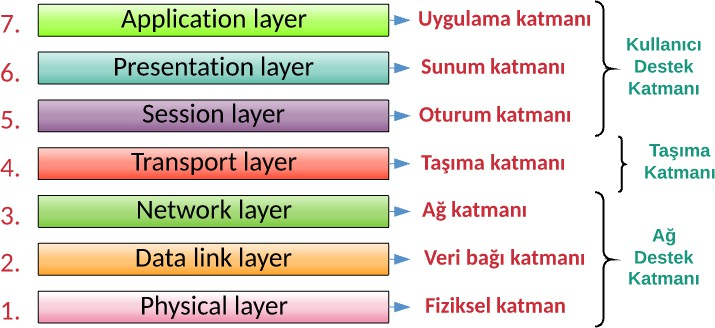 7. Application layer Uygulama katmanı
6. Presentation layer Sunum katmanı
5. Session layer Oturum katmanı
Kullanıcı
Destek
Katmanı
4. Transport layer Taşıma katmanı
Taşıma
Katmanı
3. Network layer Ağ katmanı
2. Data link layer Veri bağı katmanı
1. Physical layer Fiziksel katman
Ağ
Destek
Katmanı